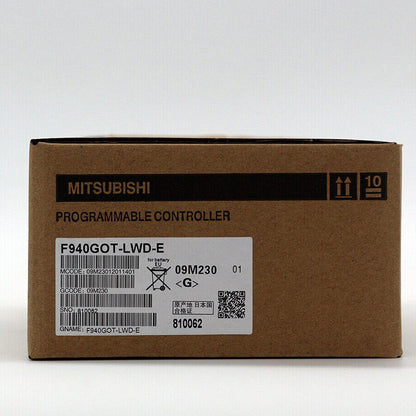 MITSUBISHI
10
PROGRAMMABLE CONTROLLER
F940GOT-LWD-E
MCODE: 09M23012011401
for battery
EU
09M230 01
GCODE: 09M230
<G>
SNO: 810062
原产地 日本国
合格证
810062
GNAME: F940GOT-LWD-E